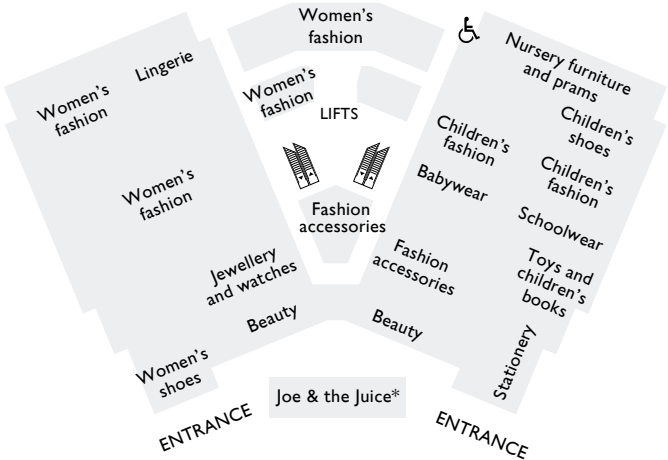 Women's
fashion
Lingerie
Women's
fashion
Women's
fashion
LIFTS
Nursery furniture
and prams
Children's
shoes
Children's
fashion
Children's
fashion
Babywear
Women's
fashion
Fashion
accessories
Schoolwear
Jewellery
and watches
Fashion
accessories
Toys and
children's
books
Beauty
Beauty
Women's
shoes
Stationery
Joe & the Juice*
ENTRANCE
ENTRANCE